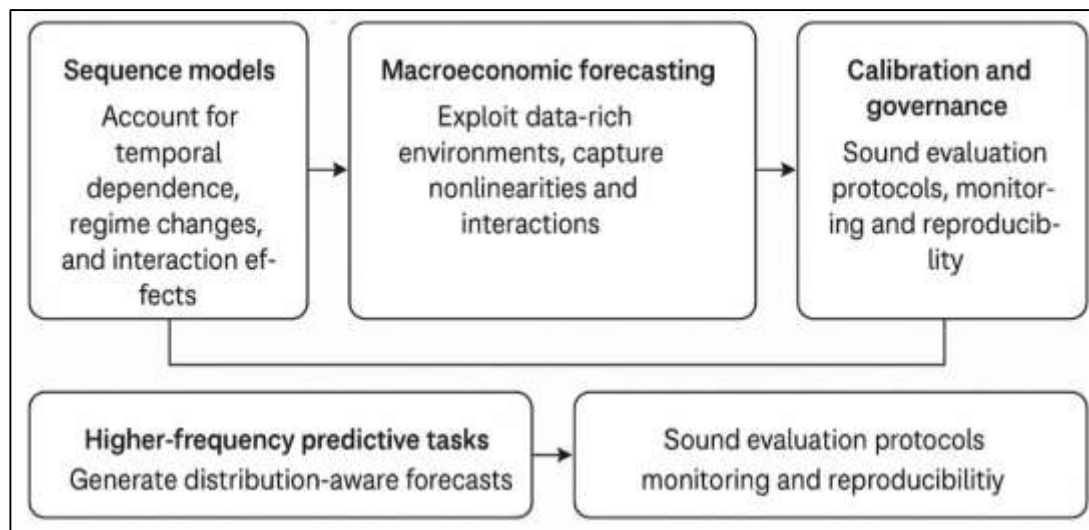 Sequence models
Account for
temporal
dependence,
regime changes,
and interaction ef-
fects
Macroeconomic forecasting
Exploit data-rich
environments, capture
nonlinearities and
interactions
Calibration and
governance
Sound evaluation
protocols, monitor-
ing and reproducib-
lity
Higher-frequency predictive tasks
Generate distribution-aware forecasts
Sound evaluation protocols
monitoring and reproducibilitiy